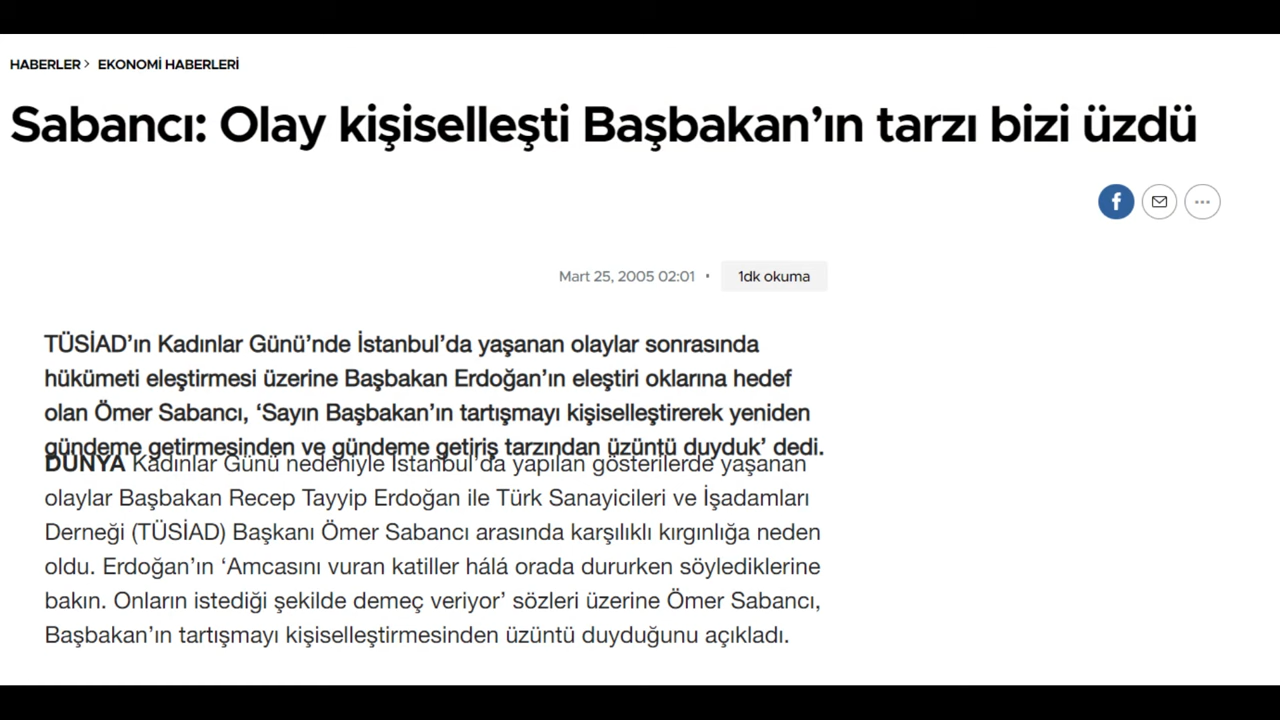 HABERLER > EKONOMİ HABERLERİ
Sabancı: Olay kişiselleşti Başbakan’ın tarzı bizi üzdü
Mart 25, 2005 02:01 • 1dk okuma
TÜSİAD’ın Kadınlar Günü’nde İstanbul’da yaşanan olaylar sonrasında
hükümeti eleştirmesi üzerine Başbakan Erdoğan’ın eleştiri oklarına hedef
olan Ömer Sabancı, ‘Sayın Başbakan’ın tartışmayı kişiselleştirerek yeniden
gündeme getirmesinden ve gündeme getiriş tarzından üzüntü duyduk’ dedi.
DÜNYA Kadınlar Günü nedeniyle İstanbul’da yapılan gösterilerde yaşanan
olaylar Başbakan Recep Tayyip Erdoğan ile Türk Sanayicileri ve İşadamları
Derneği (TÜSİAD) Başkanı Ömer Sabancı arasında karşılıklı kırgınlığa neden
oldu. Erdoğan’ın ‘Amcasını vuran katiller hálá orada dururken söylediklerine
bakın. Onların istediği şekilde demeç veriyor’ sözleri üzerine Ömer Sabancı,
Başbakan’ın tartışmayı kişiselleştirmesinden üzüntü duyduğunu açıkladı.